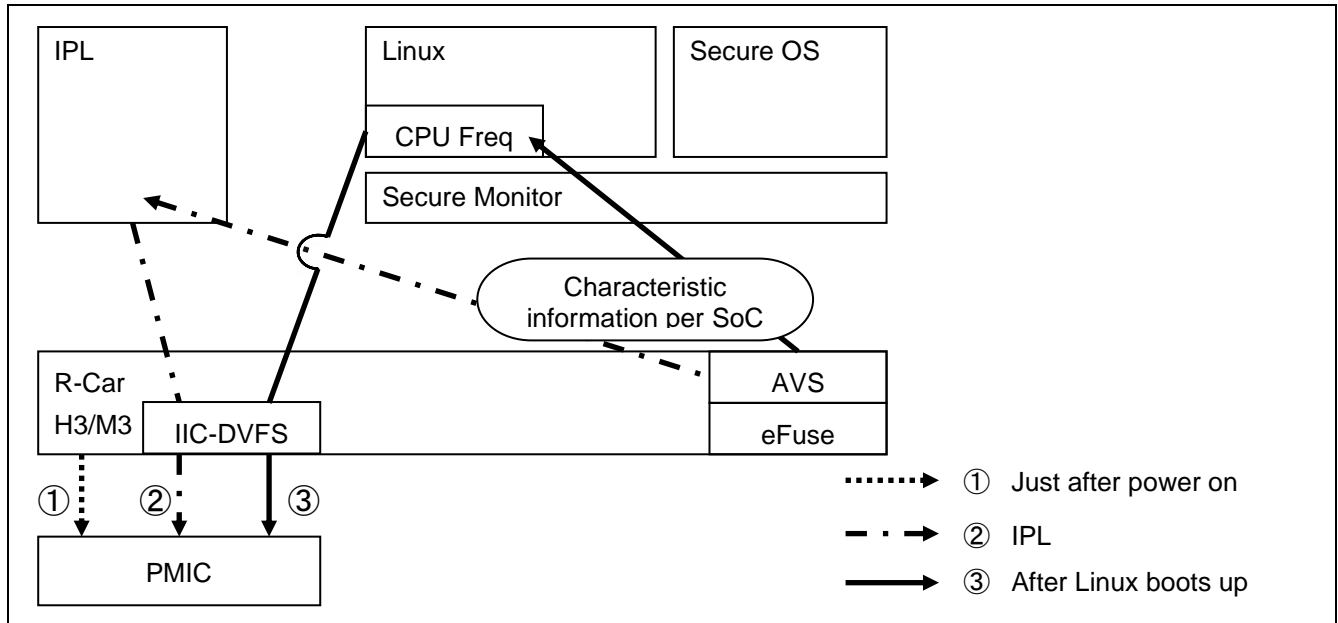 IPL
Linux
Secure OS
CPU Freq
Secure Monitor
Characteristic
information per SoC
R-Car
H3/M3
IIC-DVFS
AVS
eFuse
①
②
③
PMIC
① Just after power on
② IPL
③ After Linux boots up